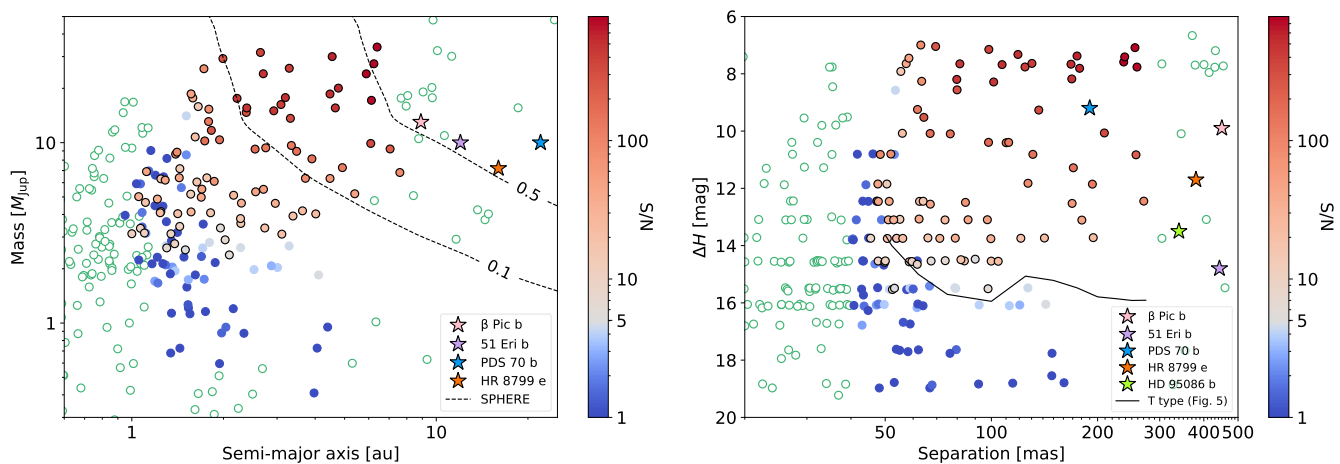 10
1
Mass [M_Jup]
1
10
Semi-major axis [au]
0.5
0.1
β Pic b
51 Eri b
PDS 70 b
HR 8799 e
SPHERE
100
10
5
1
N/S
6
8
10
12
14
16
18
20
ΔH [mag]
50
100
200
300
400
500
Separation [mas]
β Pic b
51 Eri b
PDS 70 b
HR 8799 e
HD 95086 b
T type (Fig. 5)
100
10
5
1
N/S